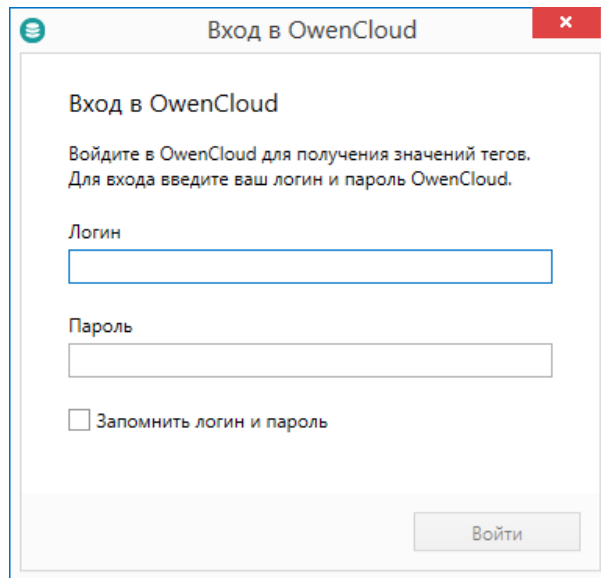 Вход в OwenCloud
Вход в OwenCloud
Войдите в OwenCloud для получения значений тегов.
Для входа введите ваш логин и пароль OwenCloud.
Логин
Пароль
Запомнить логин и пароль
Войти